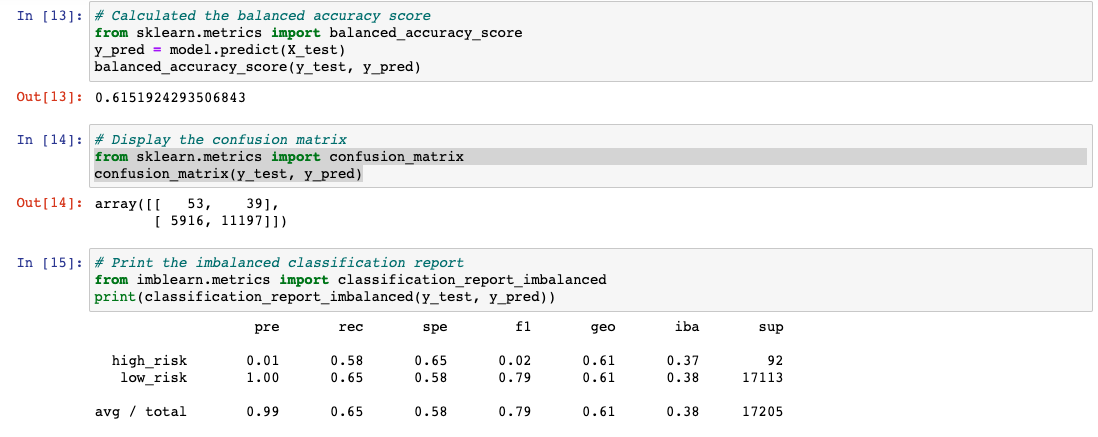 In [13]: # Calculated the balanced accuracy score
from sklearn.metrics import balanced_accuracy_score
y_pred = model.predict(X_test)
balanced_accuracy_score(y_test, y_pred)
Out[13]: 0.6151924293506843
In [14]: # Display the confusion matrix
from sklearn.metrics import confusion_matrix
confusion_matrix(y_test, y_pred)
Out[14]: array([[   53,    39],
       [ 5916, 11197]])
In [15]: # Print the imbalanced classification report
from imblearn.metrics import classification_report_imbalanced
print(classification_report_imbalanced(y_test, y_pred))
pre rec spe f1 geo iba sup
high_risk 0.01 0.58 0.65 0.02 0.61 0.37 92
low_risk 1.00 0.65 0.58 0.79 0.61 0.38 17113
avg / total 0.99 0.65 0.58 0.79 0.61 0.38 17205